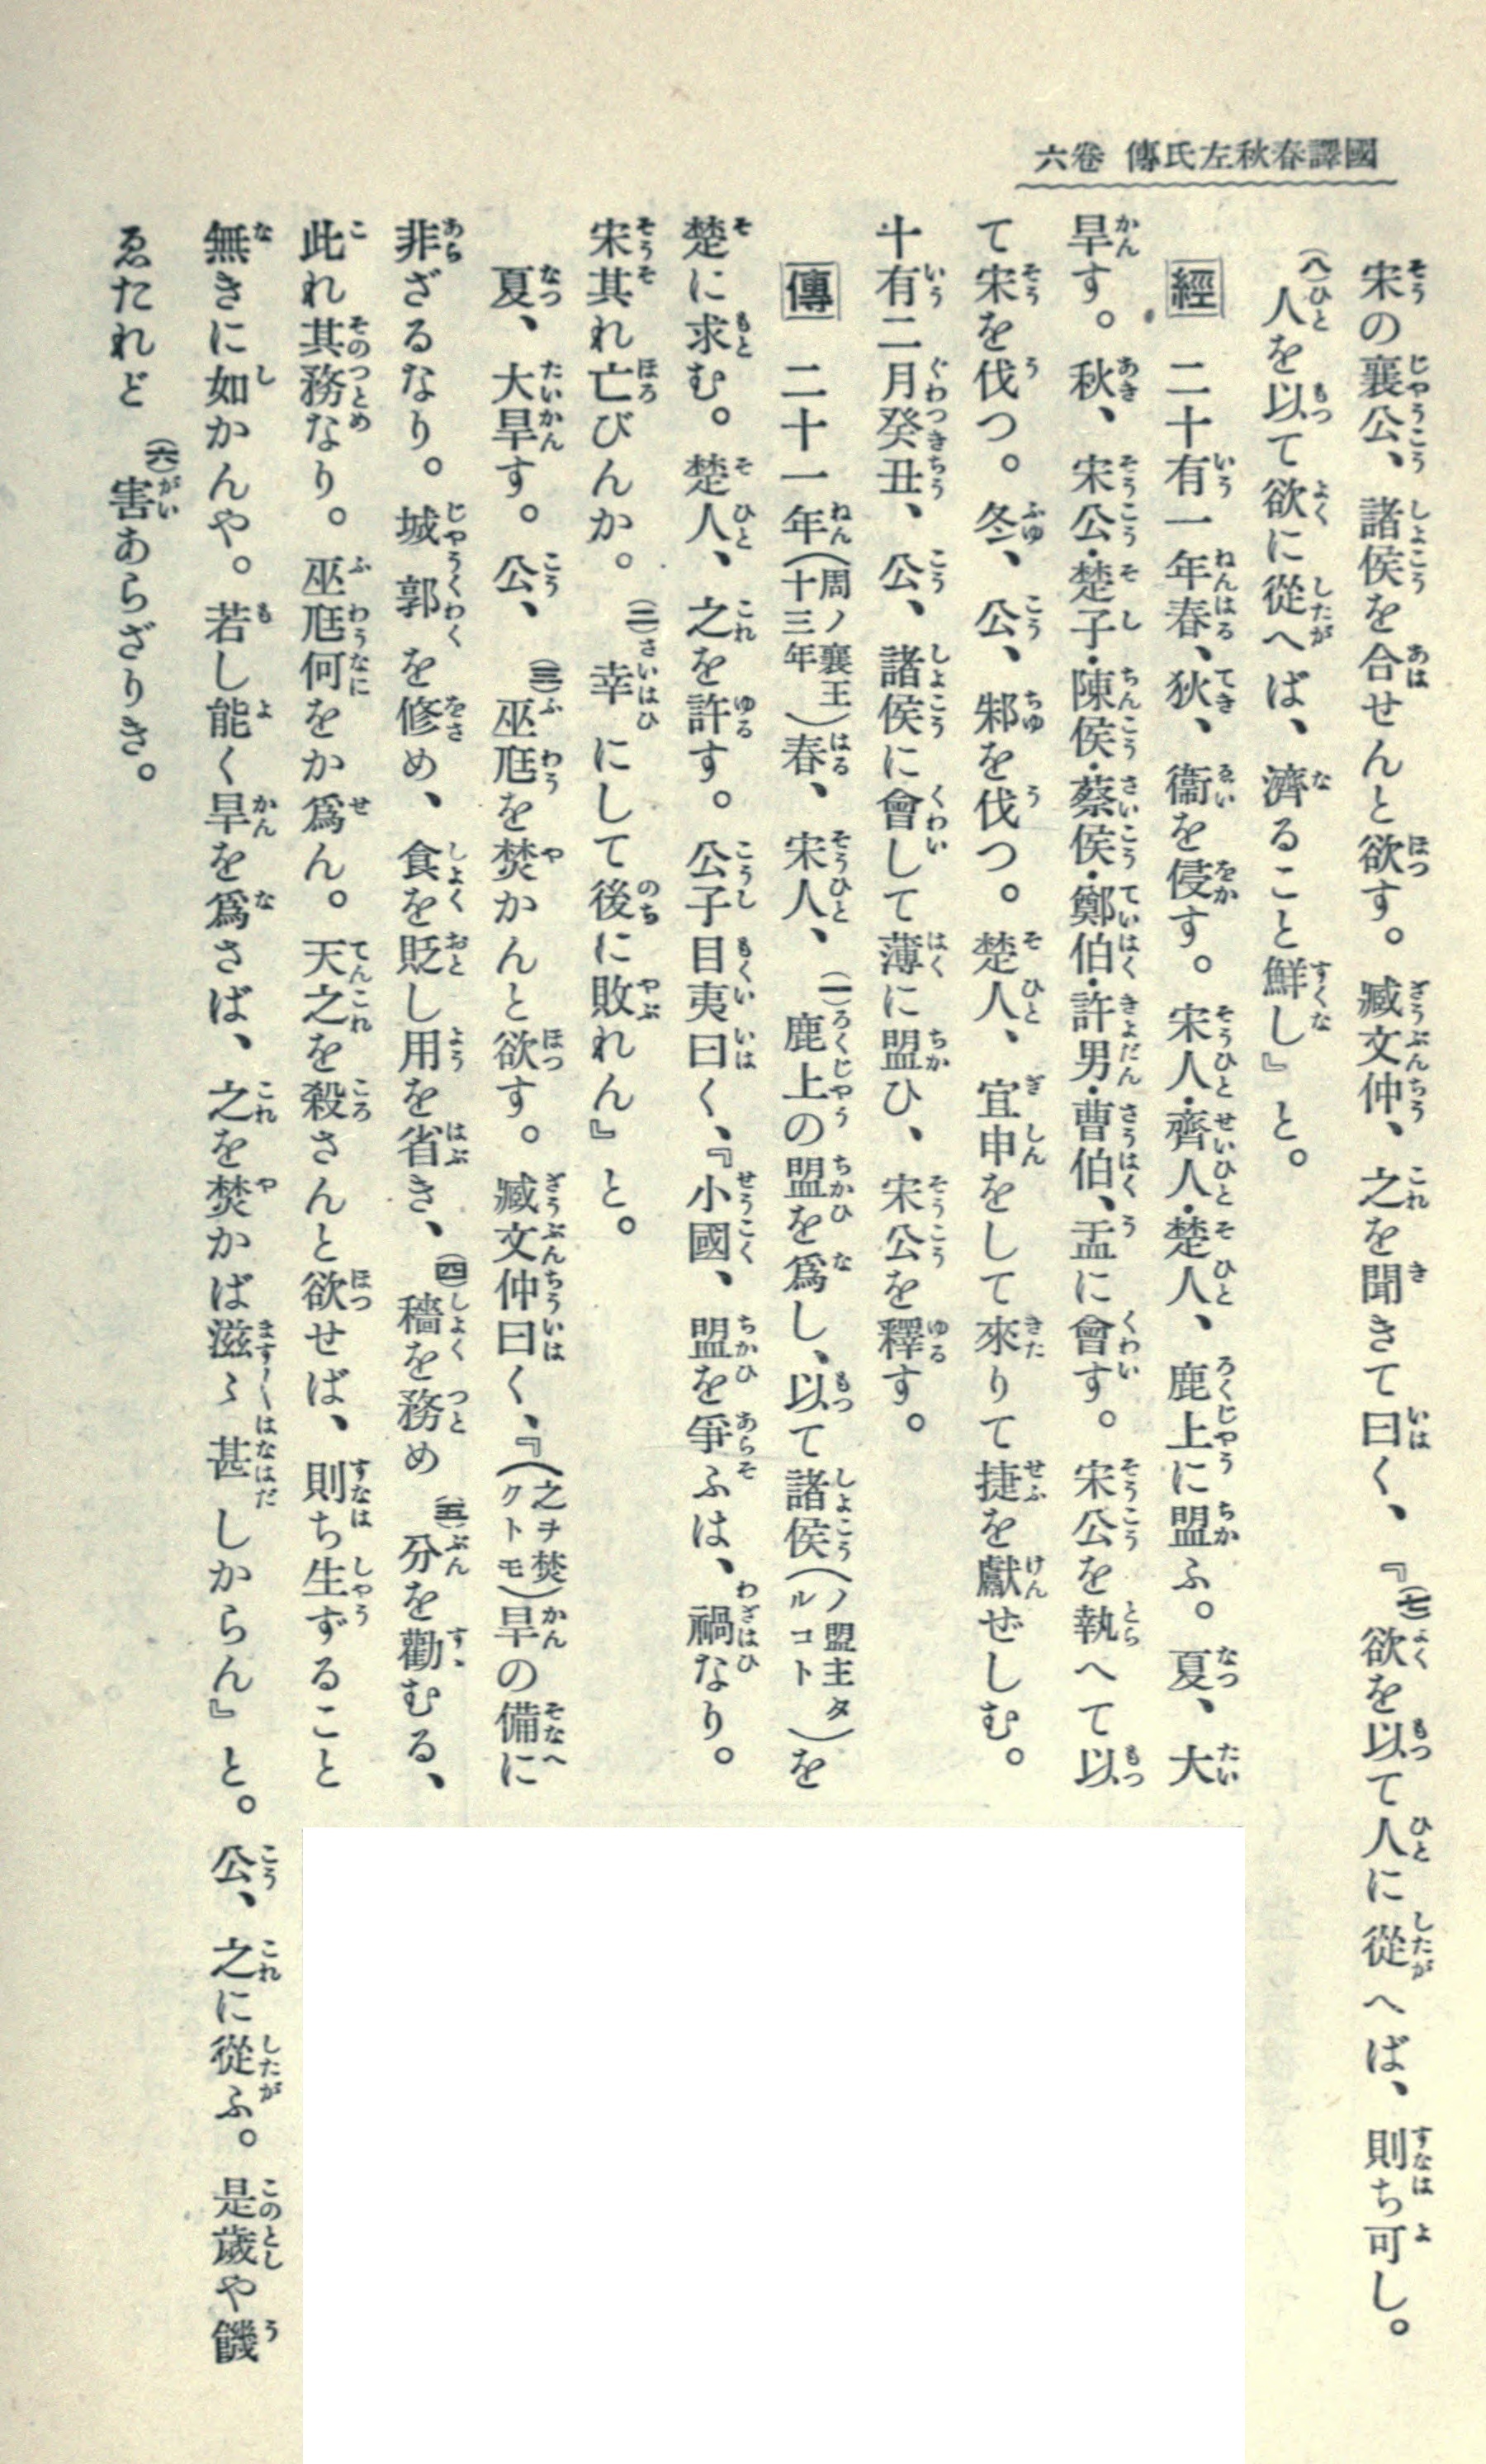 國譯春秋左氏傳 卷六
宋の襄公、諸侯を合せんと欲す。臧文仲、之を聞きて曰く、『(七)欲を以て人に從へば、則ち可し。
(八)人を以て欲に從へば、濟ること鮮し』と。
經 二十有一年春、狄、衞を侵す。宋人・齊人・楚人、鹿上に盟ふ。夏、大
旱す。秋、宋公・楚子・陳侯・蔡侯・鄭伯・許男・曹伯、盂に會す。宋公を執へて以
て宋を伐つ。冬、公、邾を伐つ。楚人、宜申をして來りて捷を獻ぜしむ。
十有二月癸丑、公、諸侯に會して薄に盟ひ、宋公を釋す。
傳 二十一年(周ノ襄王十三年)春、宋人、(一)鹿上の盟を爲し、以て諸侯(ノ盟主タルコト)を
楚に求む。楚人、之を許す。公子目夷曰く、『小國、盟を爭ふは、禍なり。
宋其れ亡びんか。(二)幸にして後に敗れん』と。
夏、大旱す。公、(三)巫尫を焚かんと欲す。臧文仲曰く、『(之ヲ焚クトモ)旱の備に
非ざるなり。城郭を修め、食を貶し用を省き、(四)穡を務め(五)分を勸むる、
此れ其務なり。巫尫何をか爲ん。天之を殺さんと欲せば、則ち生ずること
無きに如かんや。若し能く旱を爲さば、之を焚かば滋〻甚しからん』と。公、之に從ふ。是歲や饑
ゑたれど(六)害あらざりき。